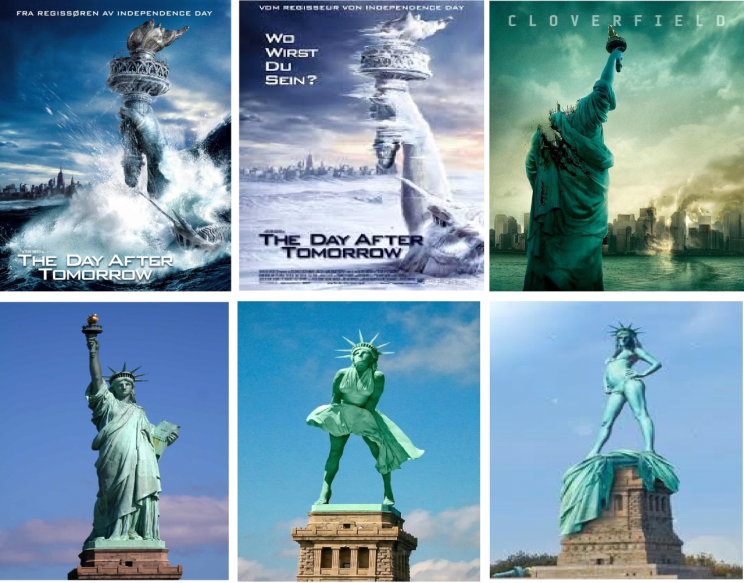 FRA REGISSØREN AV INDEPENDENCE DAY
THE DAY AFTER
TOMORROW
VOM REGISSEUR VON INDEPENDENCE DAY
WO
WIRST
DU
SEIN?
THE DAY AFTER
TOMORROW
CLOVERFIELD